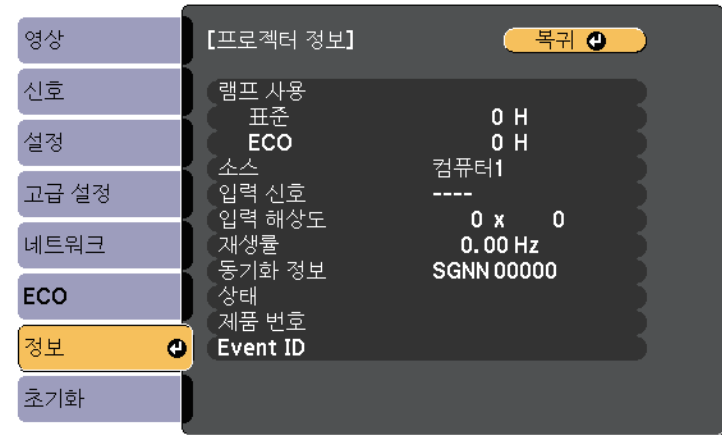 영상
신호
설정
고급 설정
네트워크
ECO
정보
초기화
[프로젝터 정보]
복귀
램프 사용
표준 0 H
ECO 0 H
소스 컴퓨터1
입력 신호 ----
입력 해상도 0 x 0
재생률 0.00 Hz
동기화 정보 SGNN 00000
상태
제품 번호
Event ID